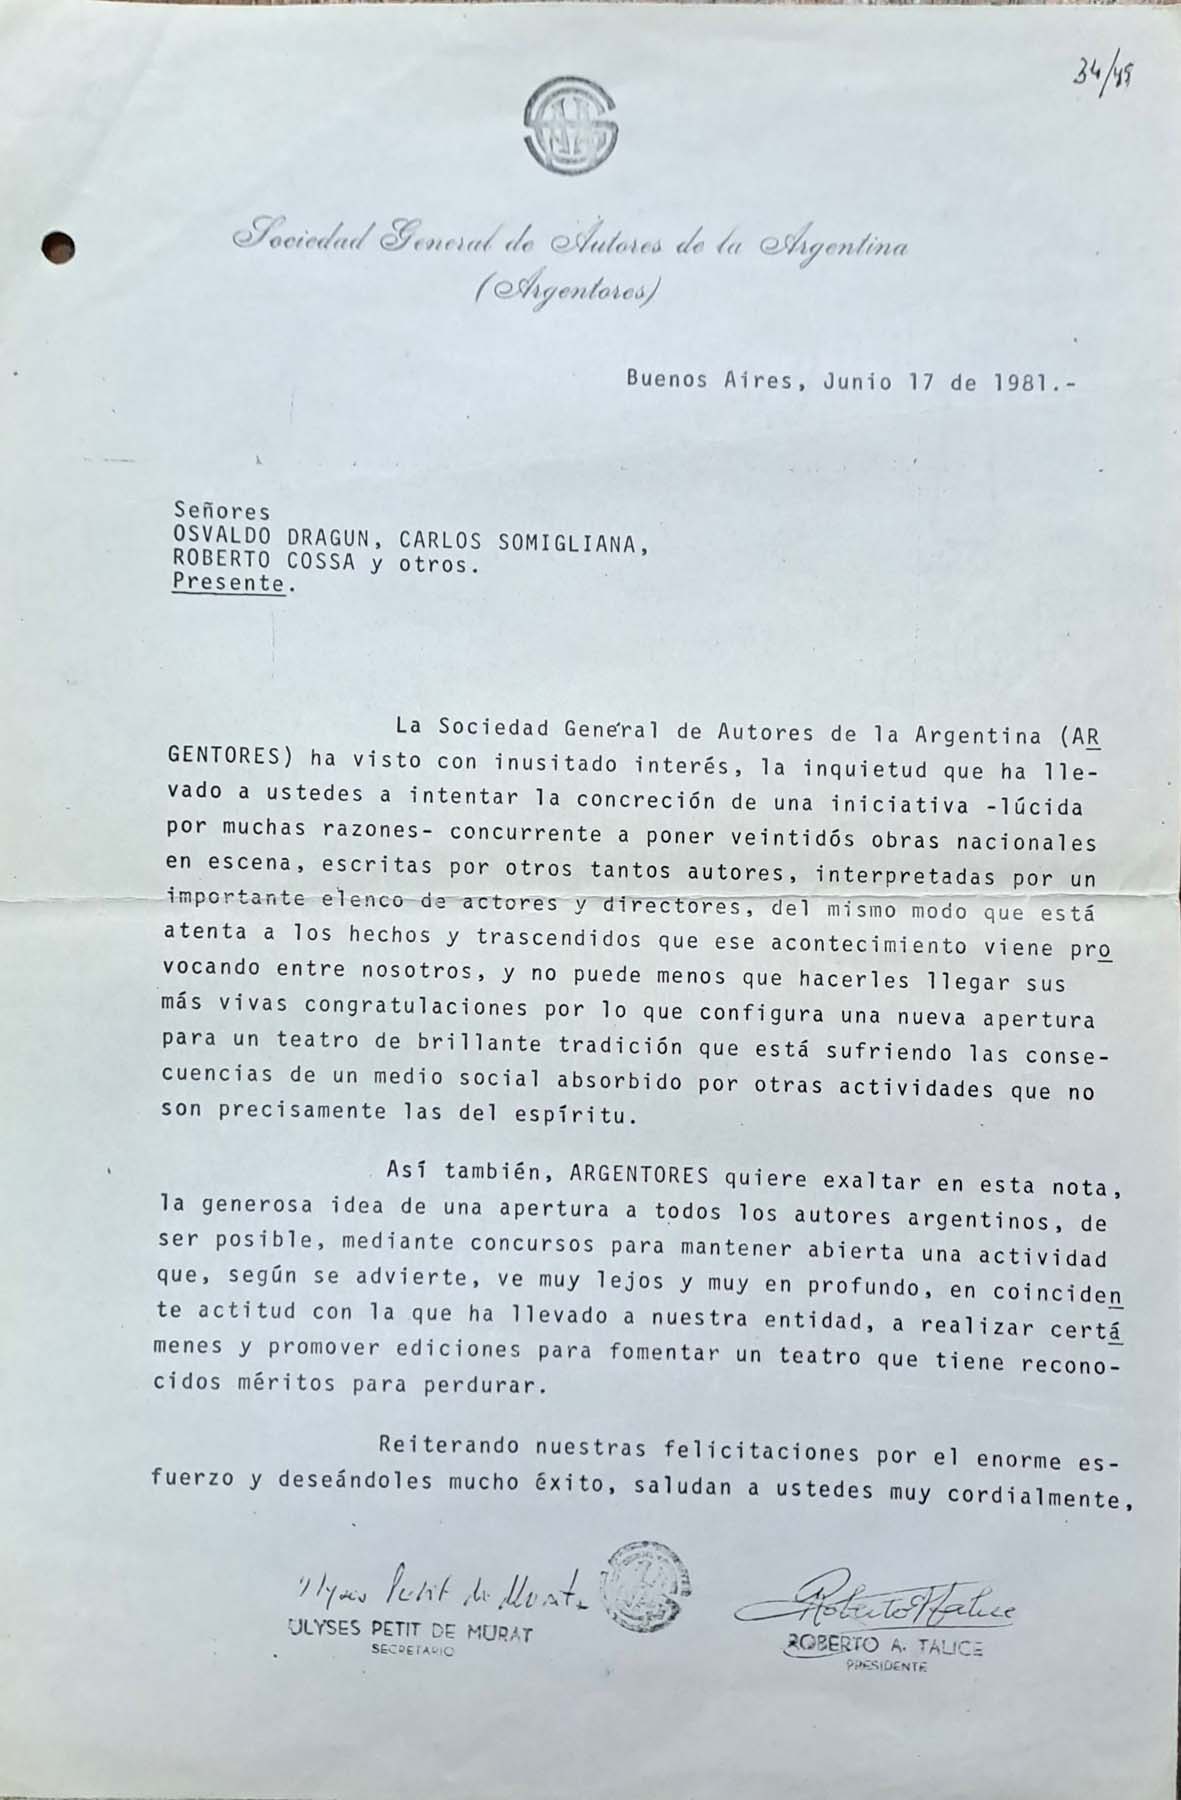 34/45
Sociedad General de Autores de la Argentina
(Argentores)
Buenos Aires, Junio 17 de 1981.-
Señores
OSVALDO DRAGUN, CARLOS SOMIGLIANA,
ROBERTO COSSA y otros.
Presente.
La Sociedad General de Autores de la Argentina (AR
GENTORES) ha visto con inusitado interés, la inquietud que ha lle-
vado a ustedes a intentar la concreción de una iniciativa -lúcida
por muchas razones- concurrente a poner veintidós obras nacionales
en escena, escritas por otros tantos autores, interpretadas por un
importante elenco de actores y directores, del mismo modo que está
atenta a los hechos y trascendidos que ese acontecimiento viene pro
vocando entre nosotros, y no puede menos que hacerles llegar sus
más vivas congratulaciones por lo que configura una nueva apertura
para un teatro de brillante tradición que está sufriendo las conse-
cuencias de un medio social absorbido por otras actividades que no
son precisamente las del espíritu.
Así también, ARGENTORES quiere exaltar en esta nota,
la generosa idea de una apertura a todos los autores argentinos, de
ser posible, mediante concursos para mantener abierta una actividad
que, según se advierte, ve muy lejos y muy en profundo, en coinciden
te actitud con la que ha llevado a nuestra entidad, a realizar certá
menes y promover ediciones para fomentar un teatro que tiene recono-
cidos méritos para perdurar.
Reiterando nuestras felicitaciones por el enorme es-
fuerzo y deseándoles mucho éxito, saludan a ustedes muy cordialmente,
Ulyses Petit de Murat
ULYSES PETIT DE MURAT
SECRETARIO
Roberto A Talice
ROBERTO A. TALICE
PRESIDENTE